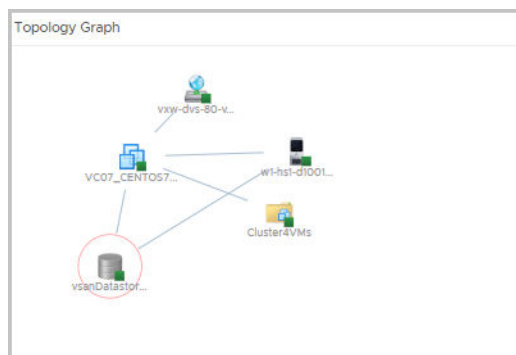 Topology Graph
vxw-dvs-80-v...
VC07_CENTOS7...
w1-hs1-d1001...
Cluster4VMs
vsanDatastor...